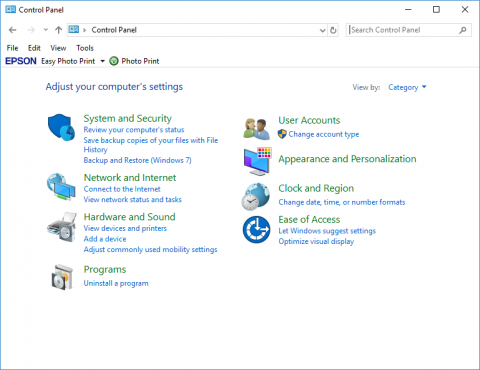 Control Panel
Control Panel
Search Control Panel
File Edit View Tools
EPSON Easy Photo Print Photo Print
Adjust your computer's settings
View by: Category
System and Security
Review your computer's status
Save backup copies of your files with File
History
Backup and Restore (Windows 7)
Network and Internet
Connect to the Internet
View network status and tasks
Hardware and Sound
View devices and printers
Add a device
Adjust commonly used mobility settings
Programs
Uninstall a program
User Accounts
Change account type
Appearance and Personalization
Clock and Region
Change date, time, or number formats
Ease of Access
Let Windows suggest settings
Optimize visual display